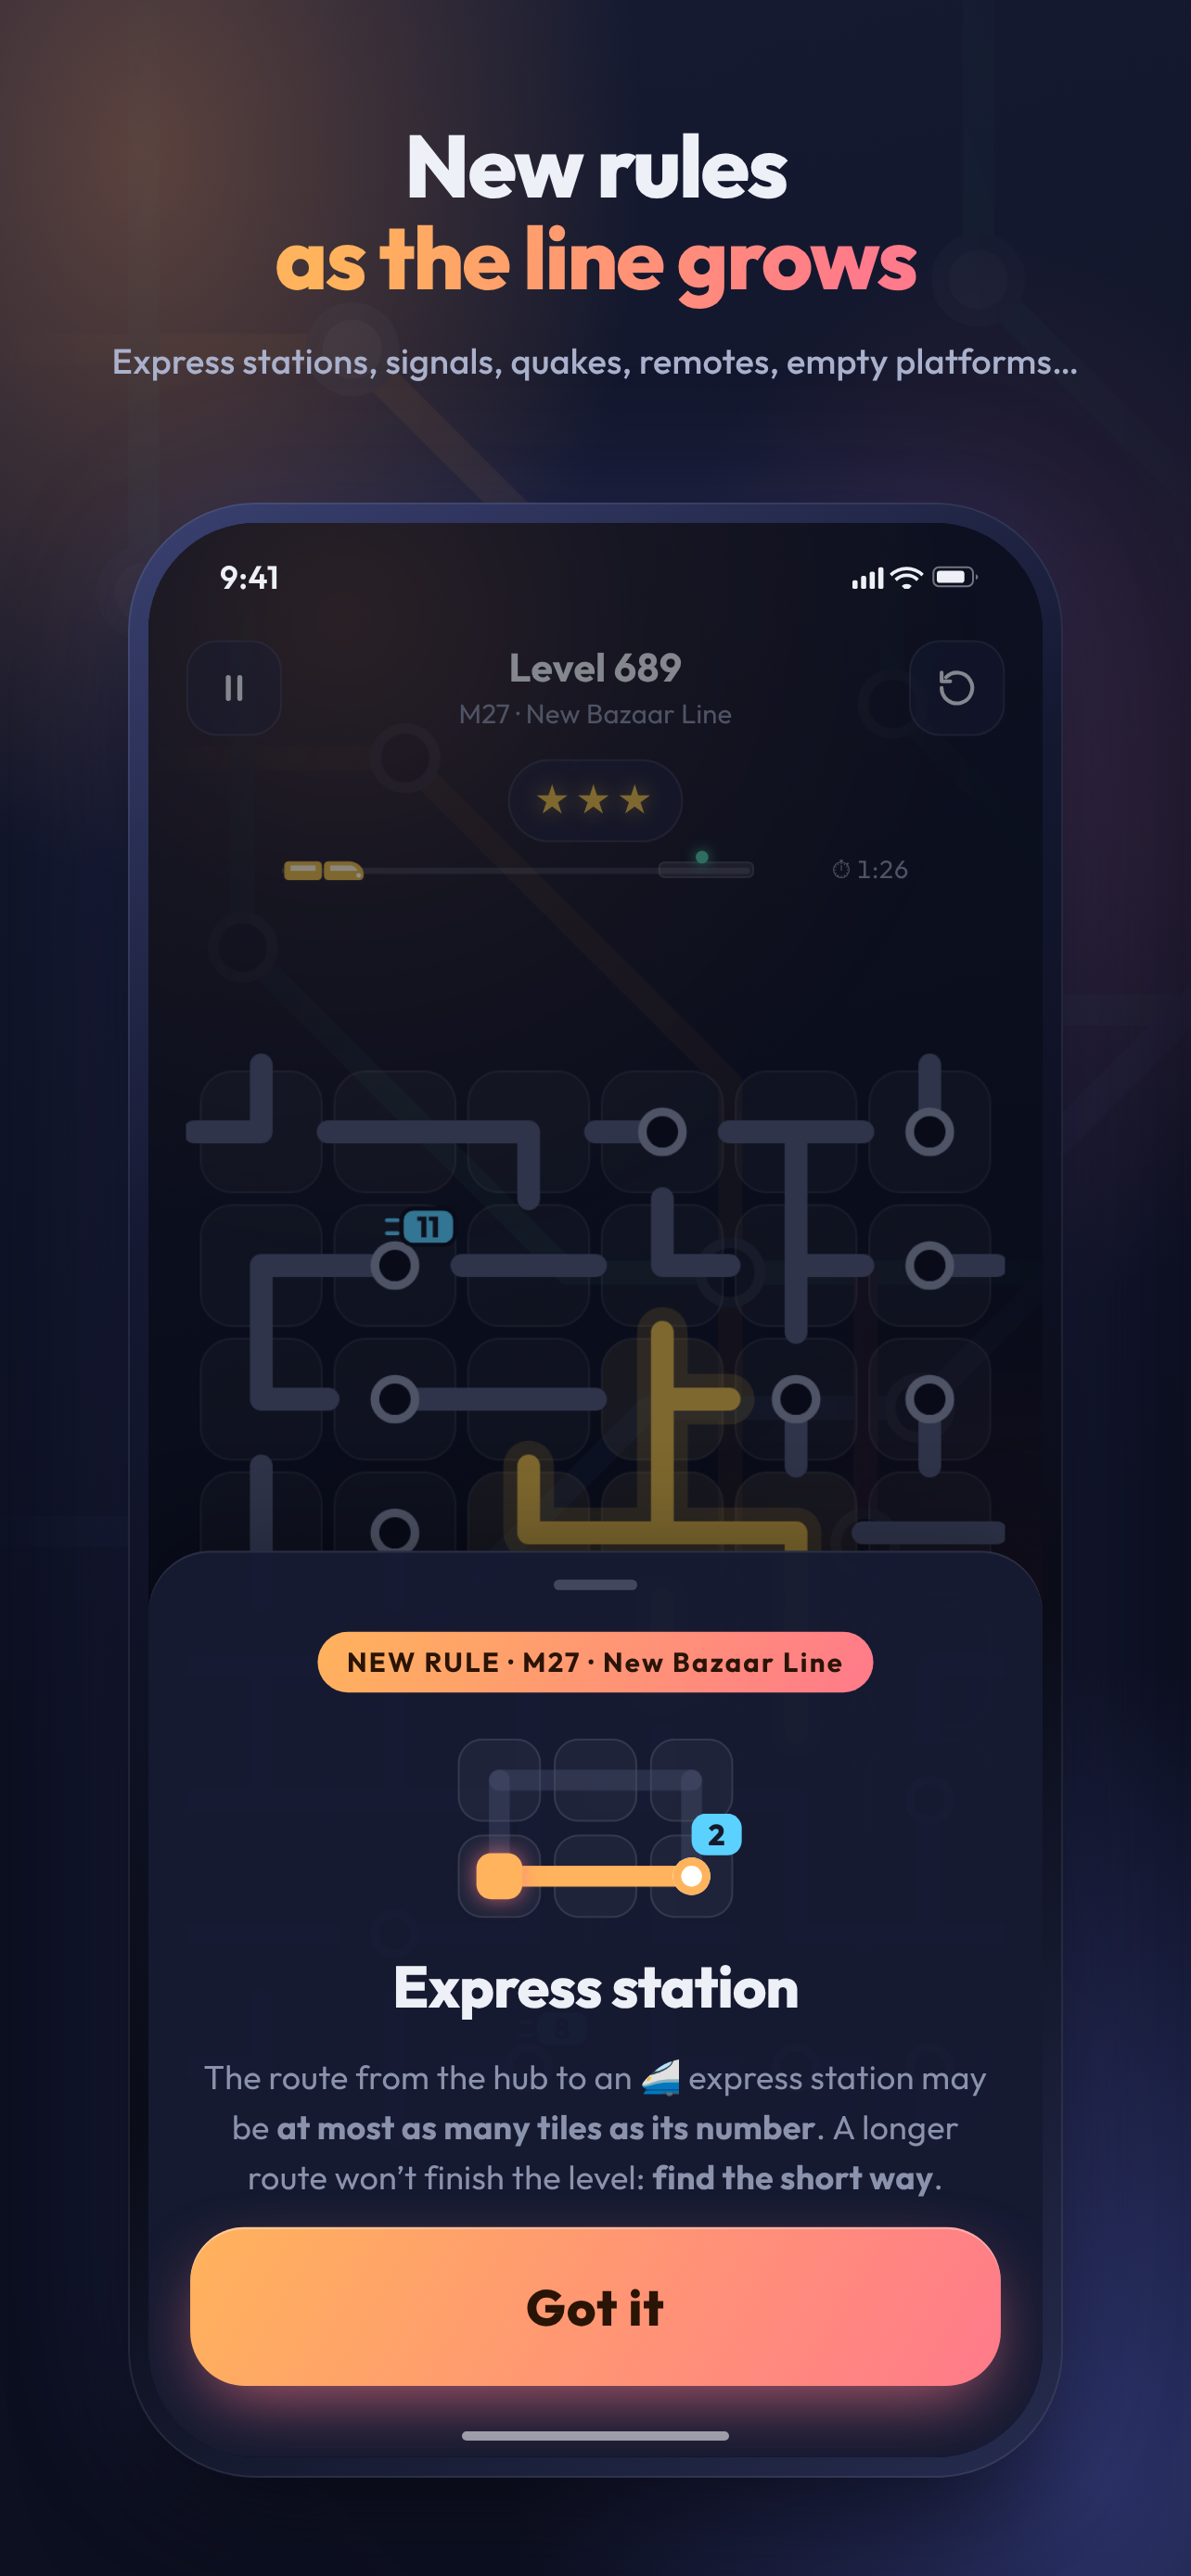 New rules
as the line grows
Express stations, signals, quakes, remotes, empty platforms...
9:41
Level 689
M27 · New Bazaar Line
★★★
⏱ 1:26
11
NEW RULE · M27 · New Bazaar Line
2
Express station
The route from the hub to an 🚄 express station may
be at most as many tiles as its number. A longer
route won’t finish the level: find the short way.
Got it